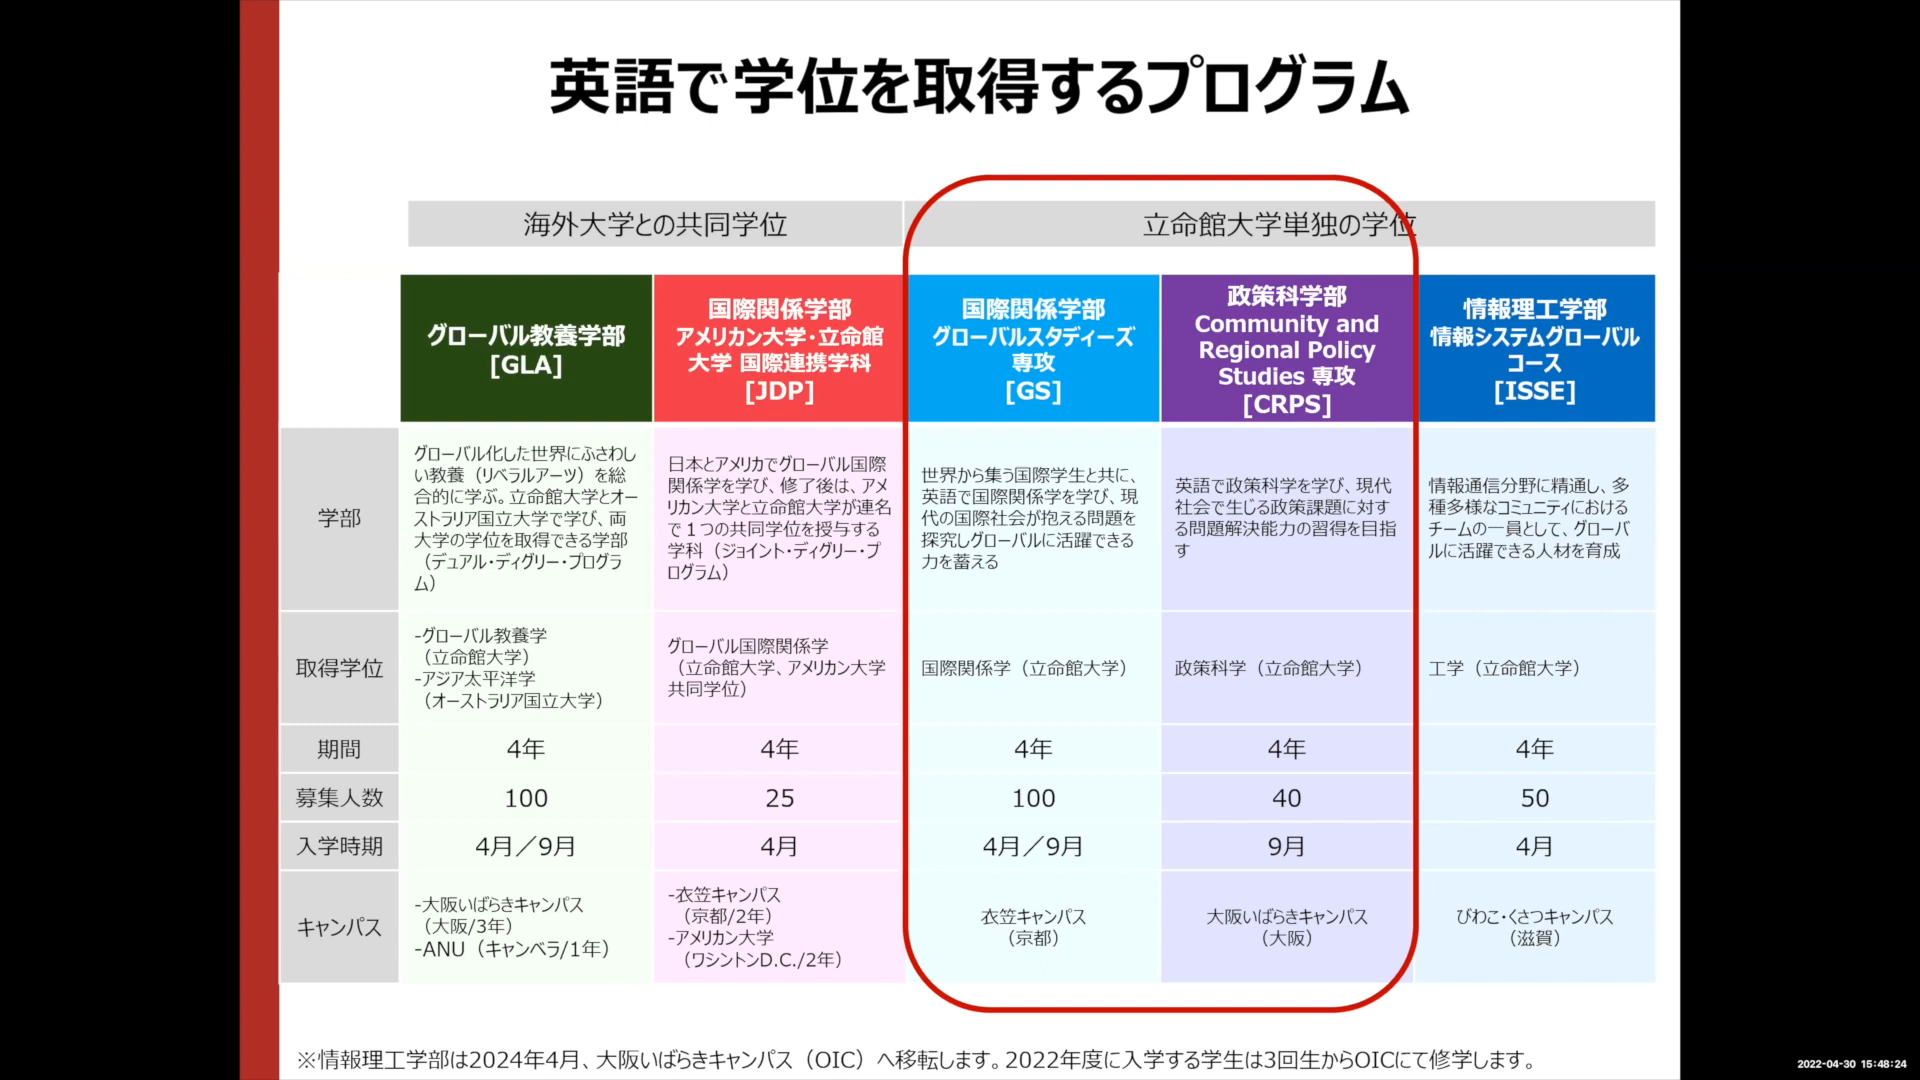 英語で学位を取得するプログラム
海外大学との共同学位
立命館大学単独の学位
グローバル教養学部
[GLA]
国際関係学部
アメリカン大学・立命館
大学 国際連携学科
[JDP]
国際関係学部
グローバルスタディーズ
専攻
[GS]
政策科学部
Community and
Regional Policy
Studies 専攻
[CRPS]
情報理工学部
情報システムグローバル
コース
[ISSE]
学部
グローバル化した世界にふさわし
い教養（リベラルアーツ）を総
合的に学ぶ。立命館大学とオー
ストラリア国立大学で学び、両
大学の学位を取得できる学部
（デュアル・ディグリー・プログラ
ム）
日本とアメリカでグローバル国際
関係学を学び、修了後は、アメ
リカン大学と立命館大学が連名
で１つの共同学位を授与する
学科（ジョイント・ディグリー・プ
ログラム）
世界から集う国際学生と共に、
英語で国際関係学を学び、現
代の国際社会が抱える問題を
探究しグローバルに活躍できる
力を蓄える
英語で政策科学を学び、現代
社会で生じる政策課題に対す
る問題解決能力の習得を目指
す
情報通信分野に精通し、多
種多様なコミュニティにおける
チームの一員として、グローバ
ルに活躍できる人材を育成
取得学位
-グローバル教養学
（立命館大学）
-アジア太平洋学
（オーストラリア国立大学）
グローバル国際関係学
（立命館大学、アメリカン大学
共同学位）
国際関係学（立命館大学）
政策科学（立命館大学）
工学（立命館大学）
期間
4年
4年
4年
4年
4年
募集人数
100
25
100
40
50
入学時期
4月／9月
4月
4月／9月
9月
4月
キャンパス
-大阪いばらきキャンパス
（大阪/3年）
-ANU（キャンベラ/1年）
-衣笠キャンパス
（京都/2年）
-アメリカン大学
（ワシントンD.C./2年）
衣笠キャンパス
（京都）
大阪いばらきキャンパス
（大阪）
びわこ・くさつキャンパス
（滋賀）
※情報理工学部は2024年4月、大阪いばらきキャンパス（OIC）へ移転します。2022年度に入学する学生は3回生からOICにて修学します。
2022-04-30 15:48:24